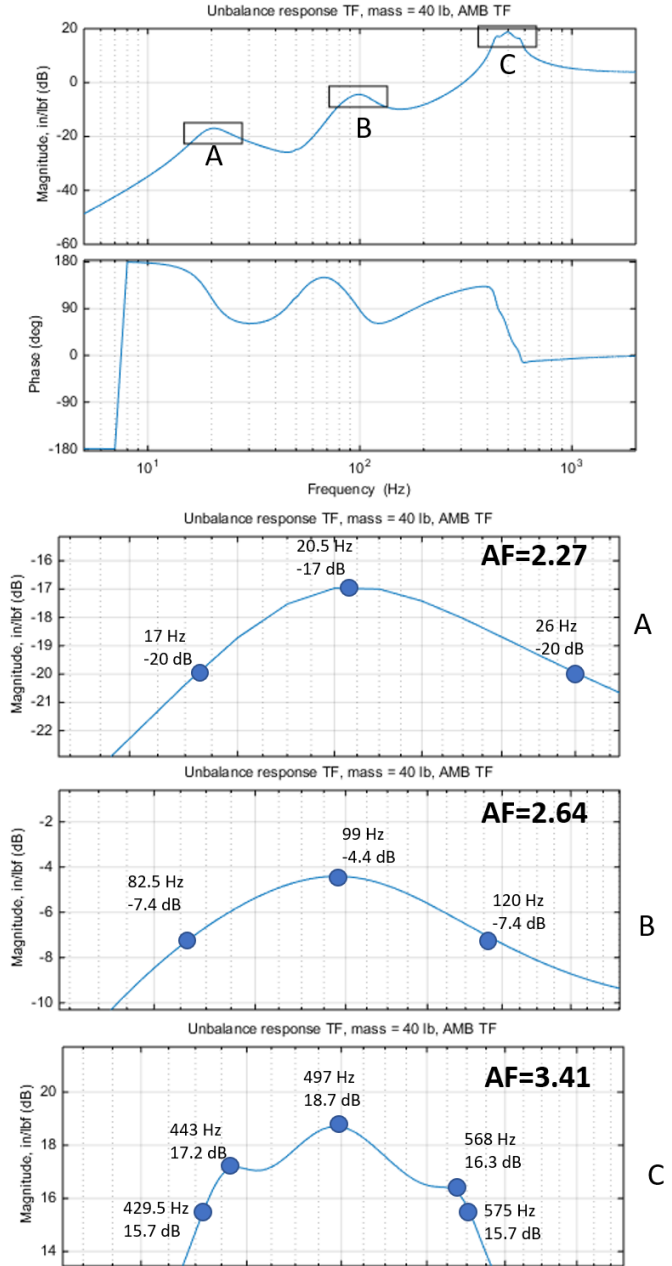 Unbalance response TF, mass = 40 lb, AMB TF
20
0
-20
-40
-60
Magnitude, in/lbf (dB)
A
B
C
180
90
0
-90
-180
Phase (deg)
10¹
10²
10³
Frequency (Hz)
Unbalance response TF, mass = 40 lb, AMB TF
AF=2.27
-16
-17
-18
-19
-20
-21
-22
Magnitude, in/lbf (dB)
20.5 Hz
-17 dB
17 Hz
-20 dB
26 Hz
-20 dB
A
Unbalance response TF, mass = 40 lb, AMB TF
AF=2.64
-2
-4
-6
-8
-10
Magnitude, in/lbf (dB)
99 Hz
-4.4 dB
82.5 Hz
-7.4 dB
120 Hz
-7.4 dB
B
Unbalance response TF, mass = 40 lb, AMB TF
AF=3.41
20
18
16
14
Magnitude, in/lbf (dB)
497 Hz
18.7 dB
443 Hz
17.2 dB
568 Hz
16.3 dB
429.5 Hz
15.7 dB
575 Hz
15.7 dB
C